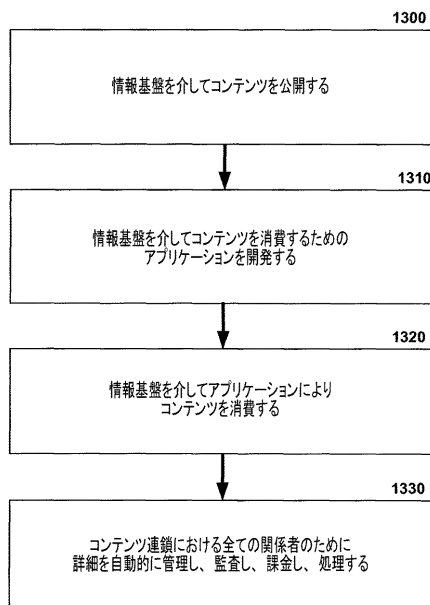 1300
情報基盤を介してコンテンツを公開する
1310
情報基盤を介してコンテンツを消費するための
アプリケーションを開発する
1320
情報基盤を介してアプリケーションにより
コンテンツを消費する
1330
コンテンツ連鎖における全ての関係者のために
詳細を自動的に管理し、監査し、課金し、処理する